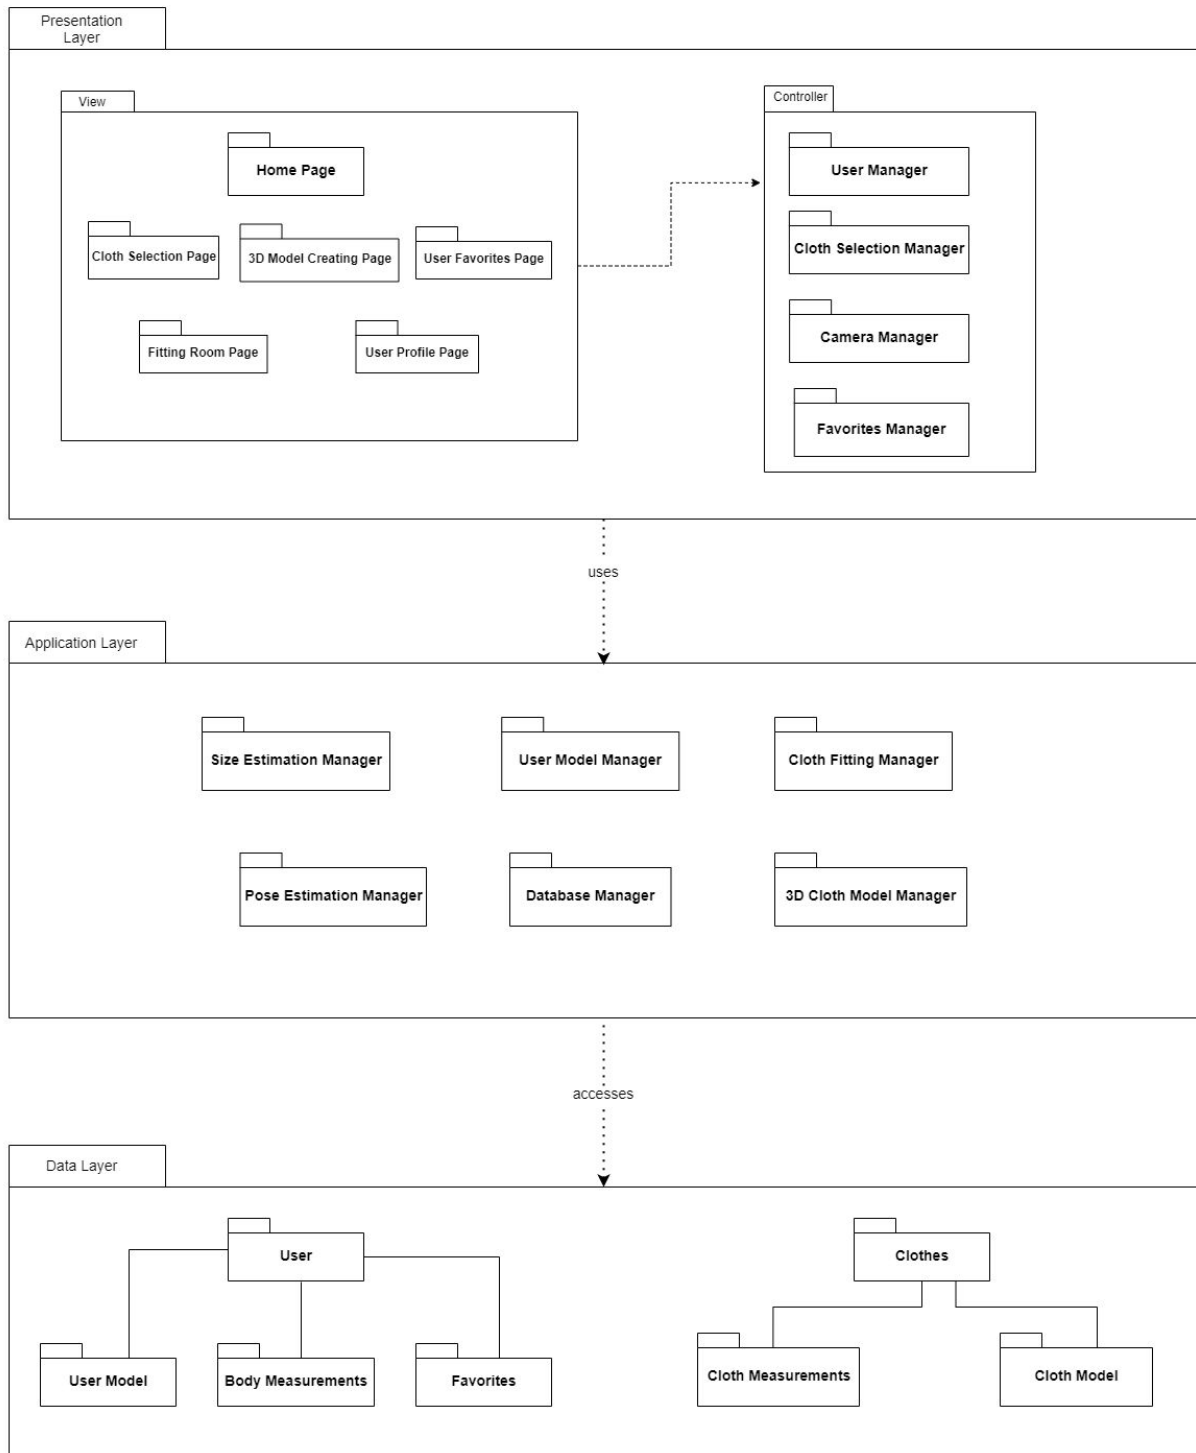 Presentation
Layer
View
Controller
Home Page
User Manager
Cloth Selection Page
3D Model Creating Page
User Favorites Page
Cloth Selection Manager
Fitting Room Page
User Profile Page
Camera Manager
Favorites Manager
uses
Application Layer
Size Estimation Manager
User Model Manager
Cloth Fitting Manager
Pose Estimation Manager
Database Manager
3D Cloth Model Manager
accesses
Data Layer
User
Clothes
User Model
Body Measurements
Favorites
Cloth Measurements
Cloth Model